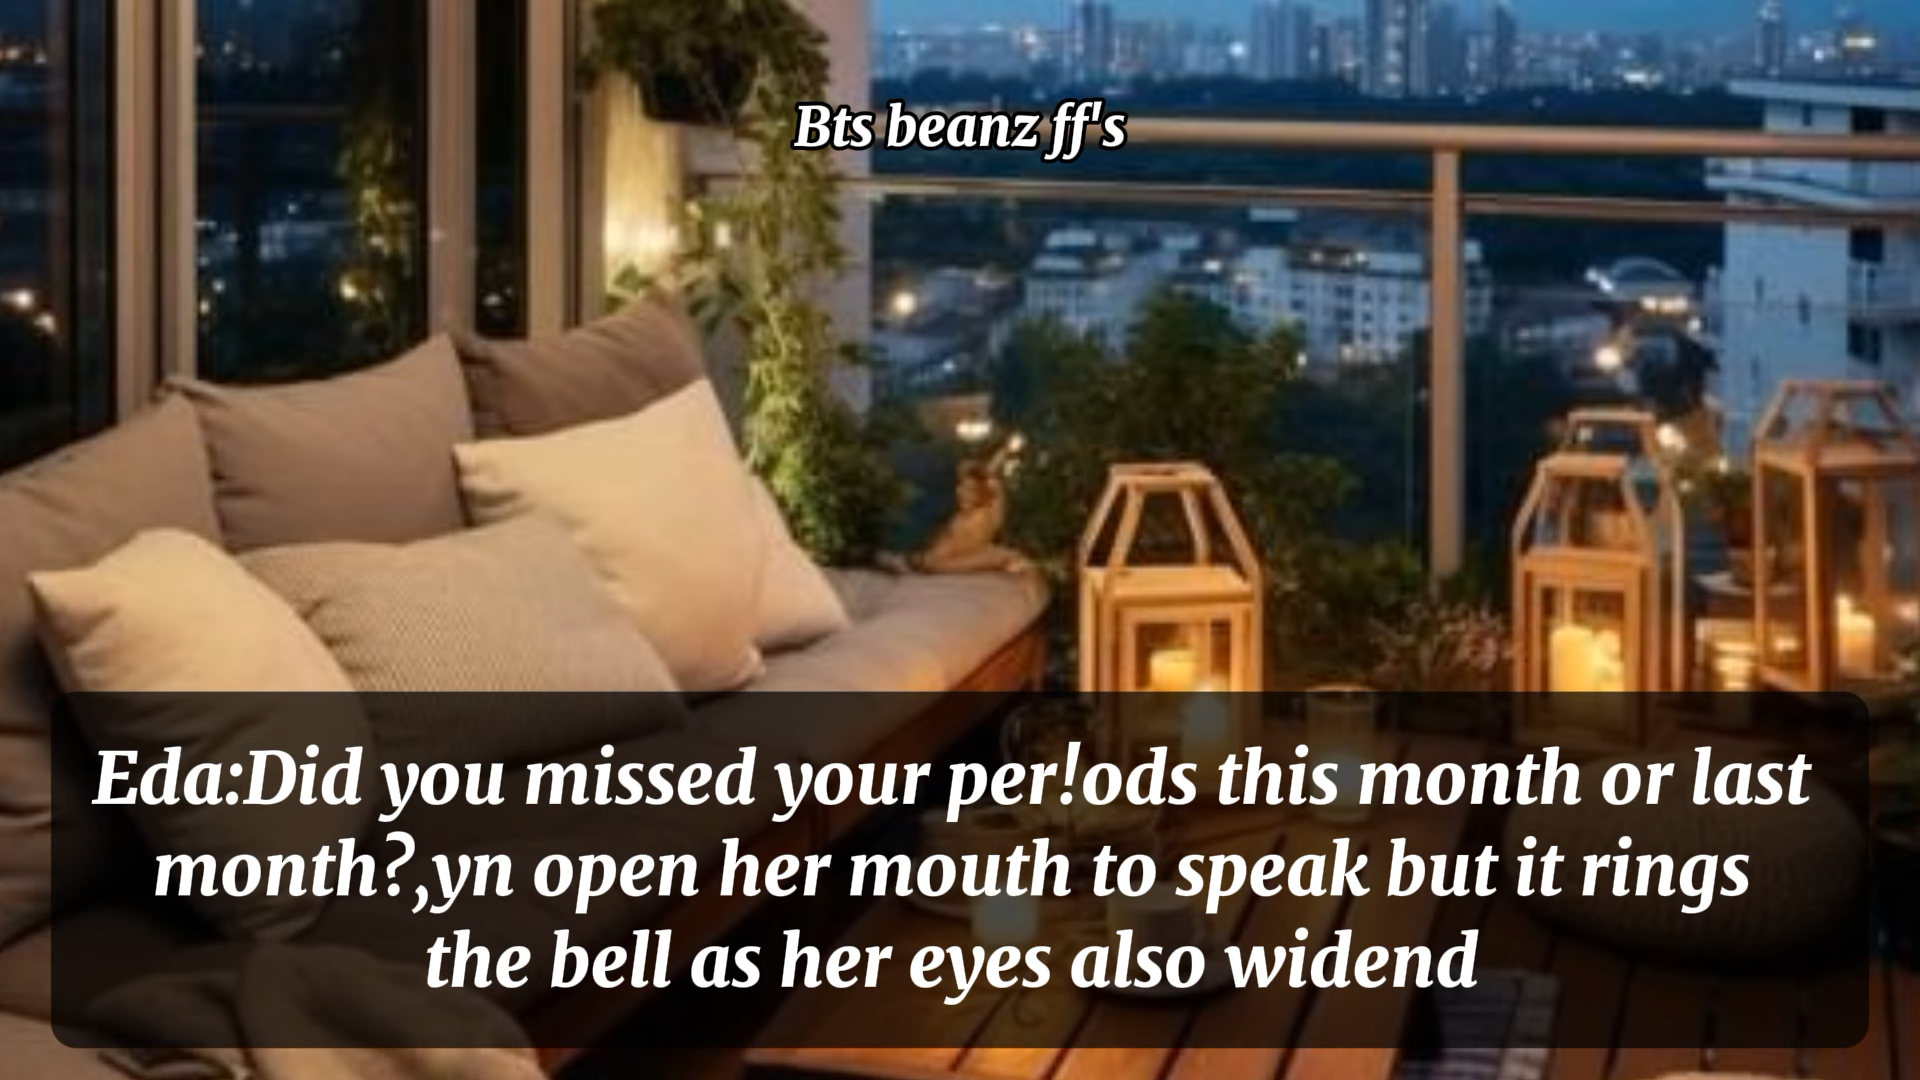 Bts beanz ff's
Eda:Did you missed your per!ods this month or last
month?,yn open her mouth to speak but it rings
the bell as her eyes also widend